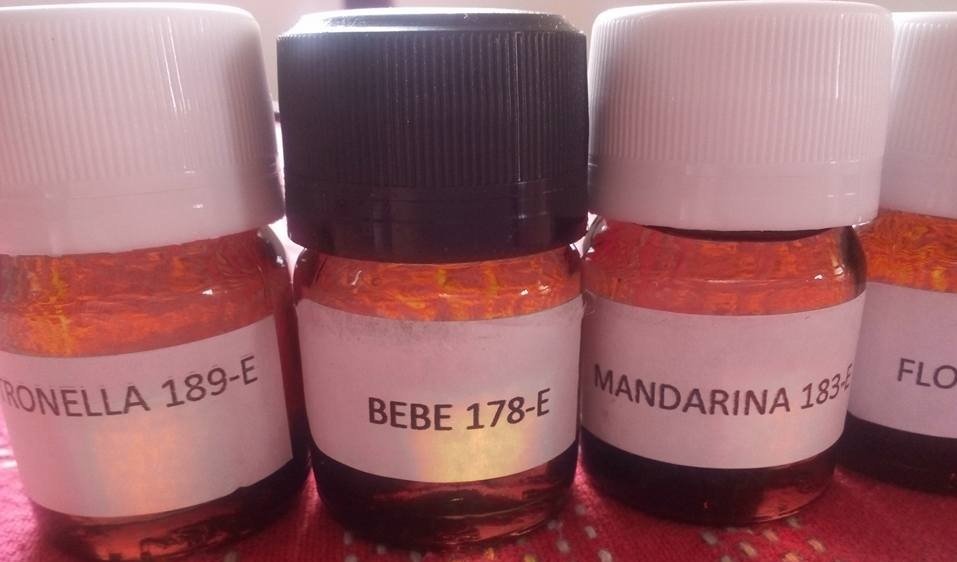 TRONELLA 189-E
BEBE 178-E
MANDARINA 183-E
FLO